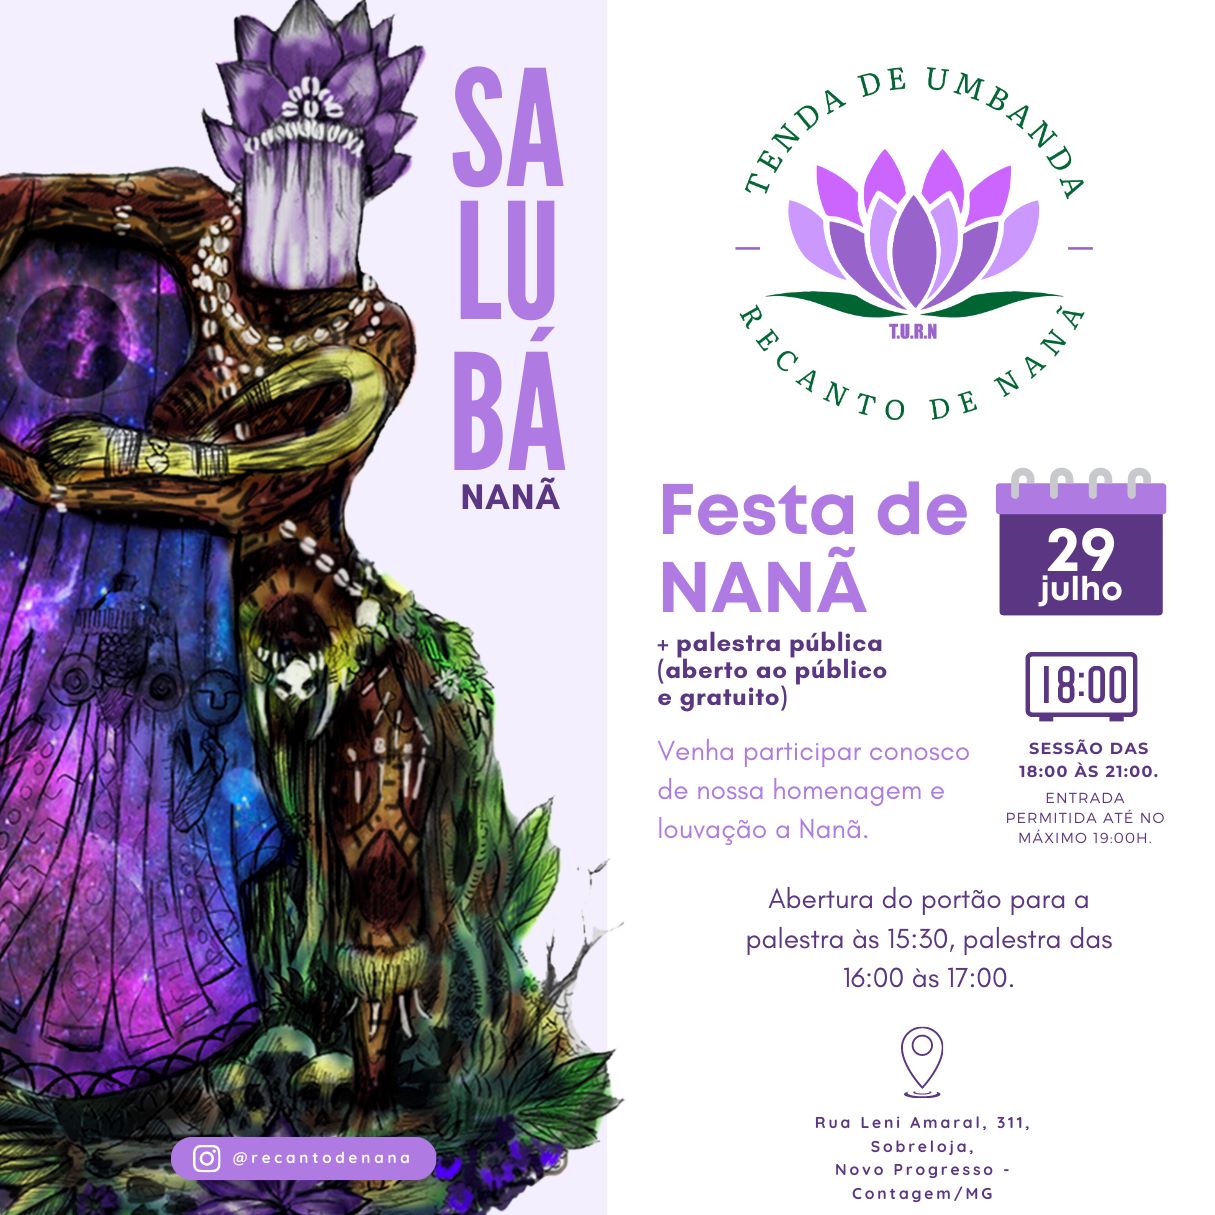 SA
LU
BÁ
NANÃ
@recantodenana
TENDA DE UMBANDA
T.U.R.N
RECANTO DE NANÃ
Festa de
NANÃ
+ palestra pública
(aberto ao público
e gratuito)
Venha participar conosco
de nossa homenagem e
louvação a Nanã.
29
julho
18:00
SESSÃO DAS
18:00 ÀS 21:00.
ENTRADA
PERMITIDA ATÉ NO
MÁXIMO 19:00H.
Abertura do portão para a
palestra às 15:30, palestra das
16:00 às 17:00.
Rua Leni Amaral, 311,
Sobreloja,
Novo Progresso -
Contagem/MG